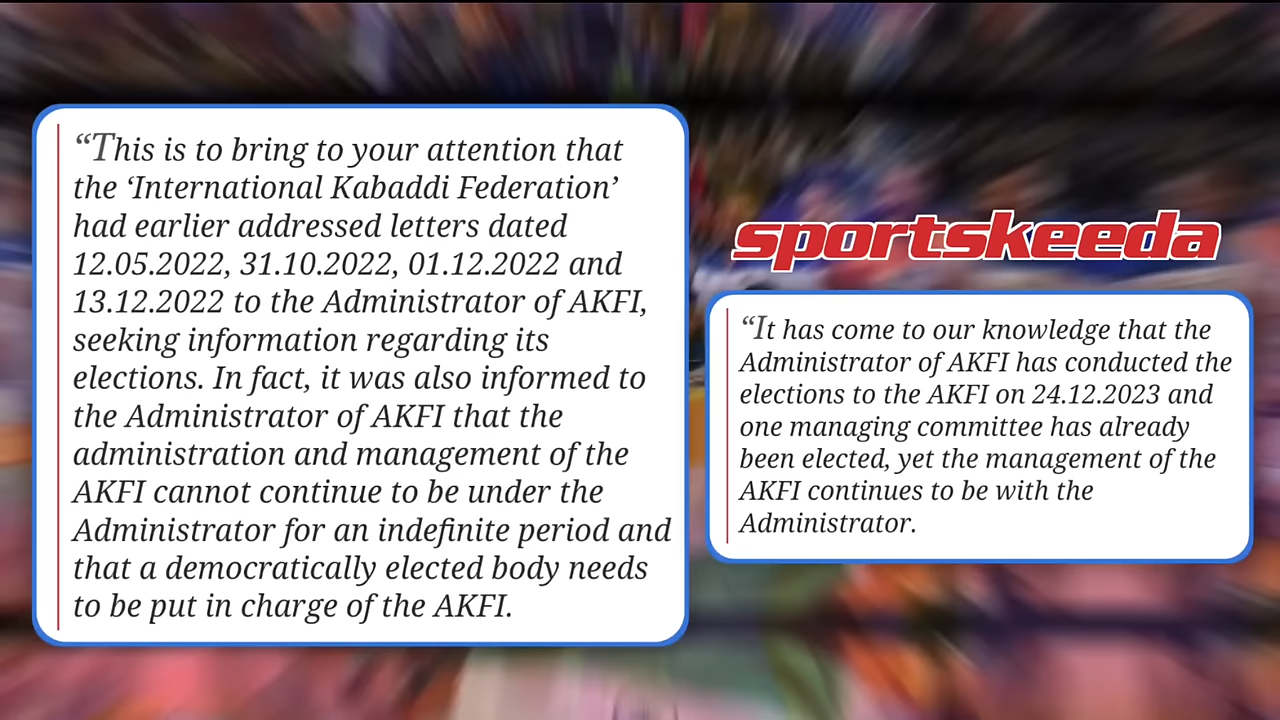 “This is to bring to your attention that
the ‘International Kabaddi Federation’
had earlier addressed letters dated
12.05.2022, 31.10.2022, 01.12.2022 and
13.12.2022 to the Administrator of AKFI,
seeking information regarding its
elections. In fact, it was also informed to
the Administrator of AKFI that the
administration and management of the
AKFI cannot continue to be under the
Administrator for an indefinite period and
that a democratically elected body needs
to be put in charge of the AKFI.
sportskeeda
“It has come to our knowledge that the
Administrator of AKFI has conducted the
elections to the AKFI on 24.12.2023 and
one managing committee has already
been elected, yet the management of the
AKFI continues to be with the
Administrator.